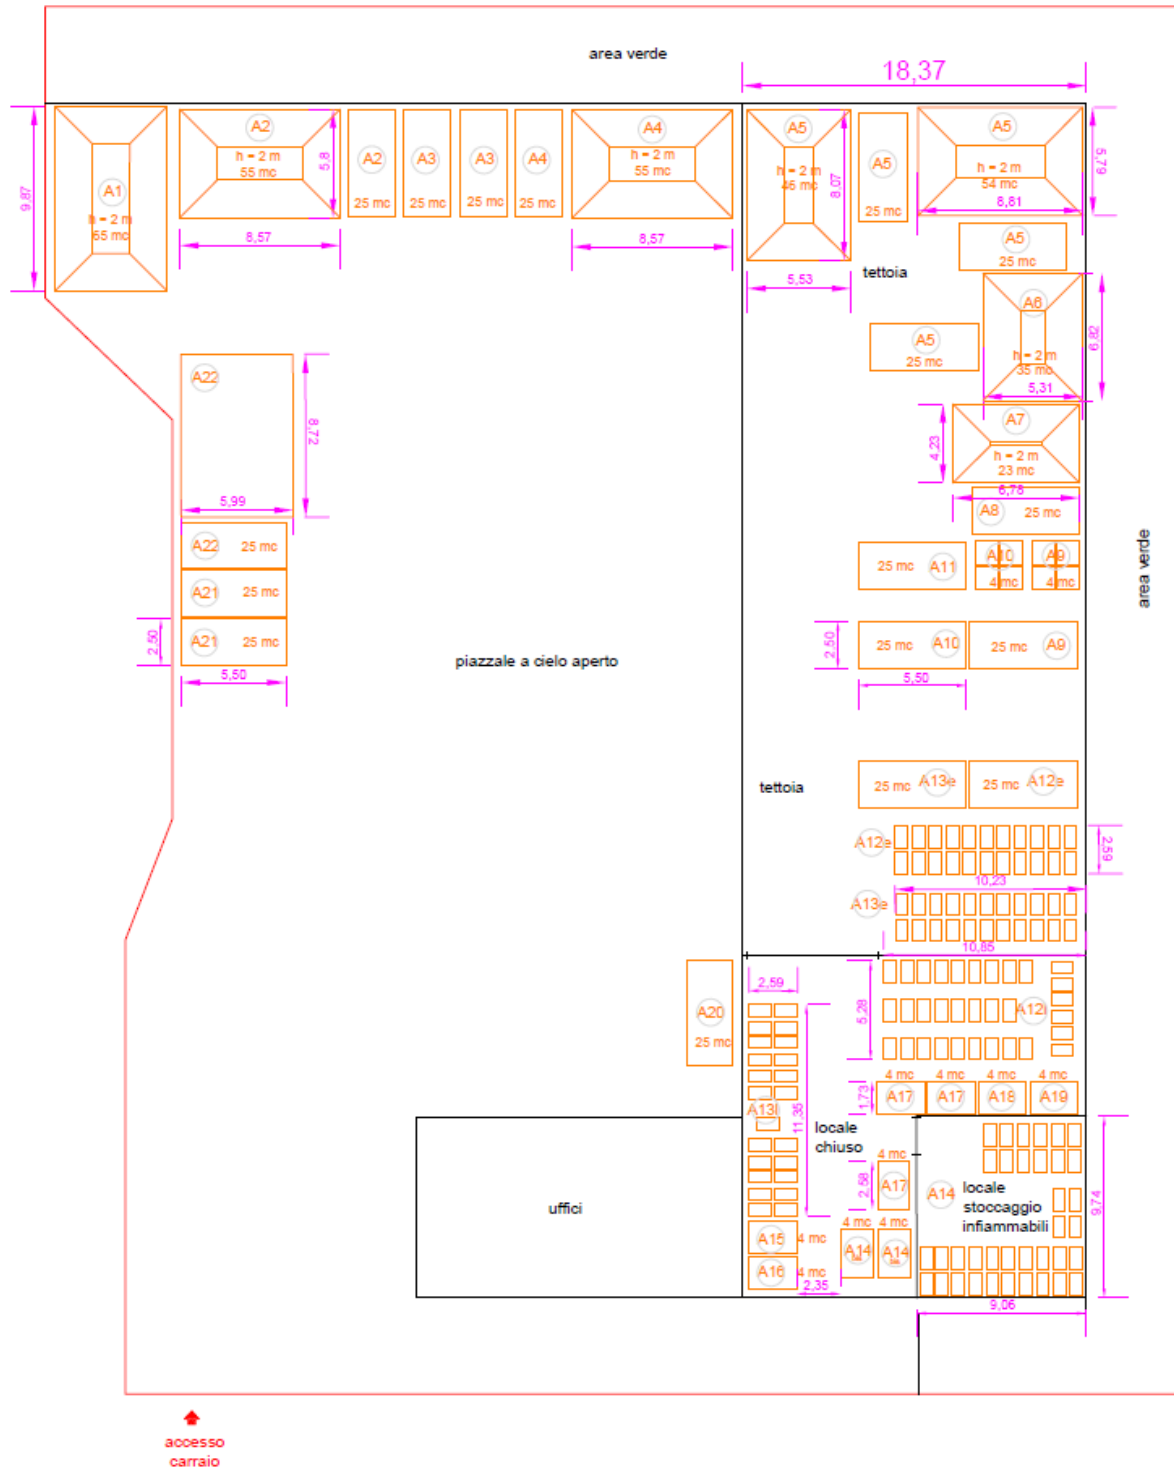 area verde
18,37
A1
h = 2 m
65 mc
9,87
A2
h = 2 m
55 mc
5,8
8,57
A2
25 mc
A3
25 mc
A3
25 mc
A4
25 mc
A4
h = 2 m
55 mc
8,57
A5
h = 2 m
46 mc
8,07
5,53
A5
25 mc
A5
h = 2 m
54 mc
5,79
8,81
A5
25 mc
tettoia
A6
h = 2 m
35 mc
6,82
5,31
A5
25 mc
A22
8,72
5,99
A7
h = 2 m
23 mc
4,23
6,78
A8
25 mc
A22
25 mc
A21
25 mc
A21
25 mc
2,50
5,50
25 mc
A11
A10
4 mc
A9
4 mc
area verde
piazzale a cielo aperto
2,50
25 mc
A10
25 mc
A9
5,50
tettoia
25 mc
A13e
25 mc
A12e
A12e
2,59
10,23
A13e
10,85
A20
25 mc
2,59
5,28
A12i
4 mc
4 mc
4 mc
4 mc
1,73
A17
A17
A18
A19
A13i
11,35
locale
chiuso
4 mc
2,58
A17
A14
locale
stoccaggio
infiammabili
9,74
uffici
A15
4 mc
4 mc
4 mc
A14
A14
A16
4 mc
2,35
9,06
accesso
carraio